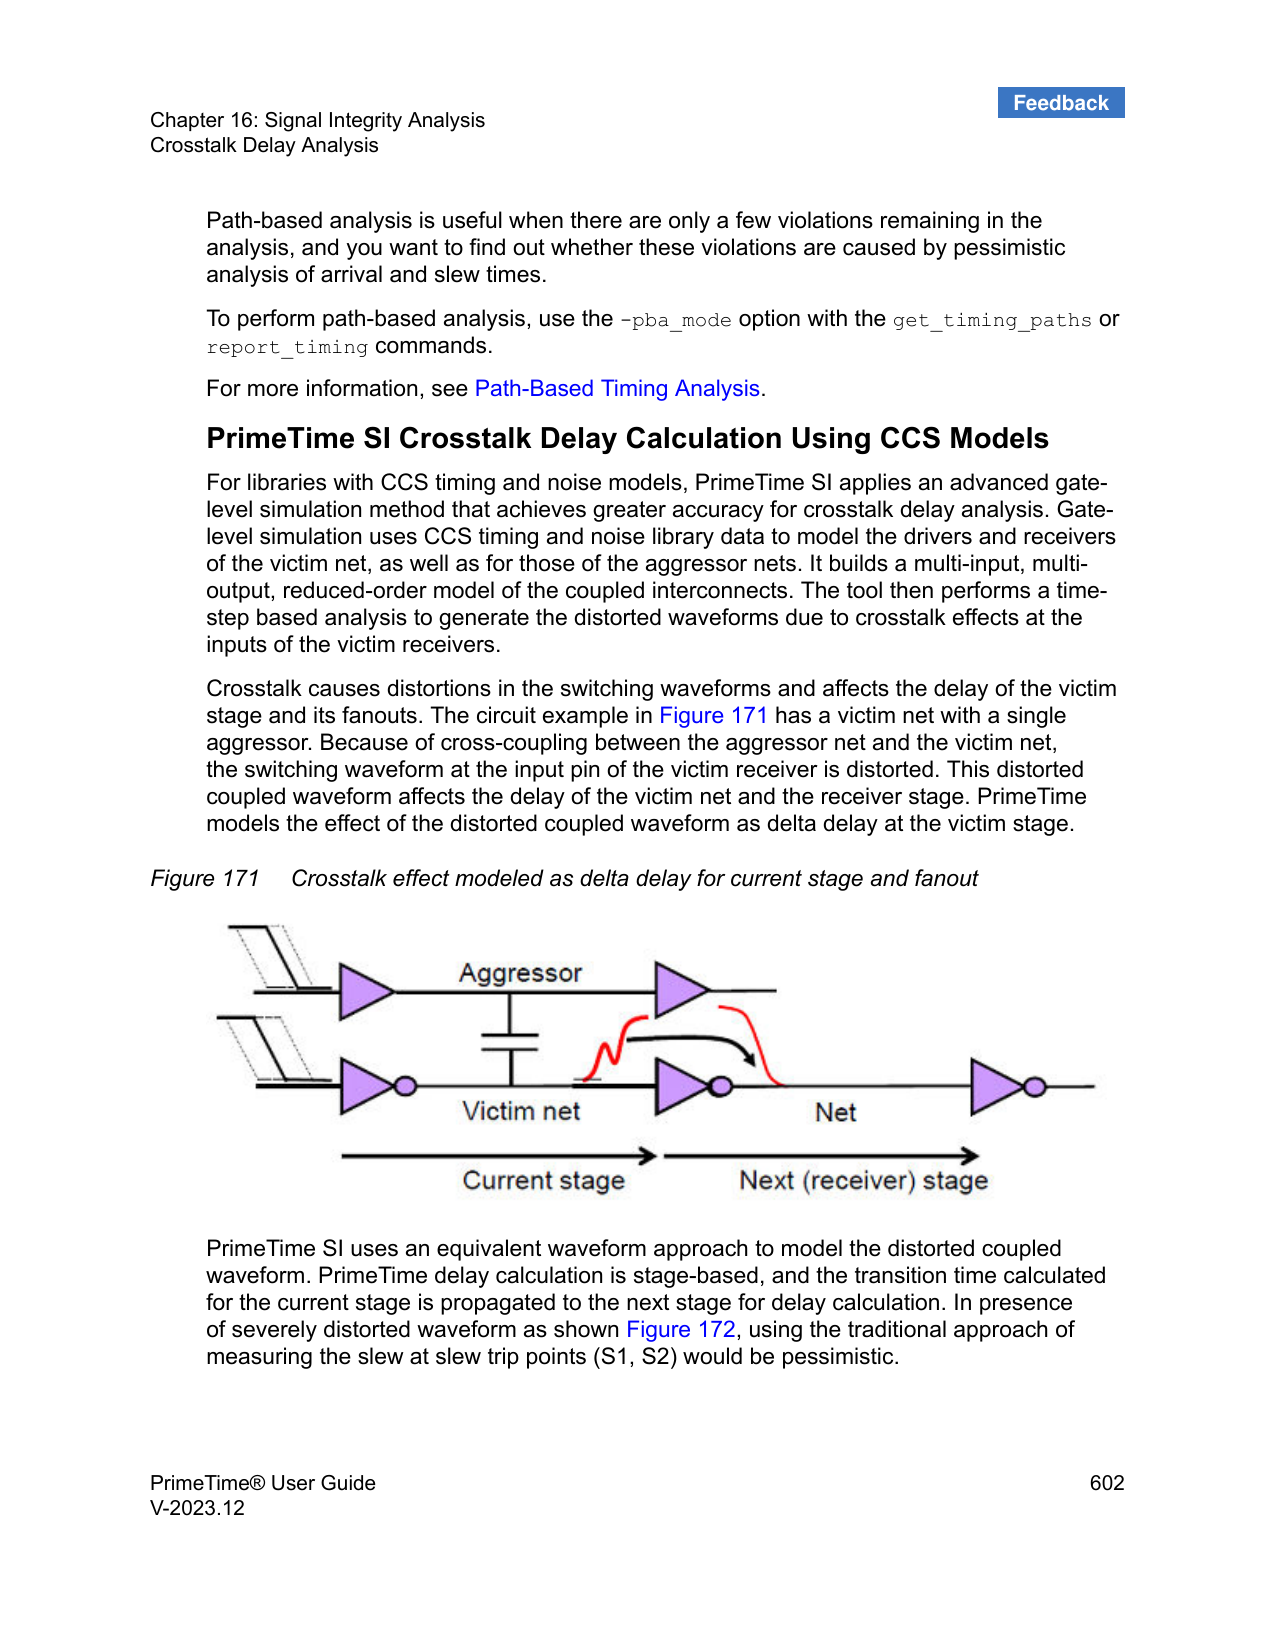 Feedback
Chapter 16: Signal Integrity Analysis
Crosstalk Delay Analysis
Path-based analysis is useful when there are only a few violations remaining in the
analysis, and you want to find out whether these violations are caused by pessimistic
analysis of arrival and slew times.
To perform path-based analysis, use the -pba_mode option with the get_timing_paths or
report_timing commands.
For more information, see Path-Based Timing Analysis.
PrimeTime SI Crosstalk Delay Calculation Using CCS Models
For libraries with CCS timing and noise models, PrimeTime SI applies an advanced gate-
level simulation method that achieves greater accuracy for crosstalk delay analysis. Gate-
level simulation uses CCS timing and noise library data to model the drivers and receivers
of the victim net, as well as for those of the aggressor nets. It builds a multi-input, multi-
output, reduced-order model of the coupled interconnects. The tool then performs a time-
step based analysis to generate the distorted waveforms due to crosstalk effects at the
inputs of the victim receivers.
Crosstalk causes distortions in the switching waveforms and affects the delay of the victim
stage and its fanouts. The circuit example in Figure 171 has a victim net with a single
aggressor. Because of cross-coupling between the aggressor net and the victim net,
the switching waveform at the input pin of the victim receiver is distorted. This distorted
coupled waveform affects the delay of the victim net and the receiver stage. PrimeTime
models the effect of the distorted coupled waveform as delta delay at the victim stage.
Figure 171 Crosstalk effect modeled as delta delay for current stage and fanout
Aggressor
Victim net
Net
Current stage
Next (receiver) stage
PrimeTime SI uses an equivalent waveform approach to model the distorted coupled
waveform. PrimeTime delay calculation is stage-based, and the transition time calculated
for the current stage is propagated to the next stage for delay calculation. In presence
of severely distorted waveform as shown Figure 172, using the traditional approach of
measuring the slew at slew trip points (S1, S2) would be pessimistic.
PrimeTime® User Guide
602
V-2023.12